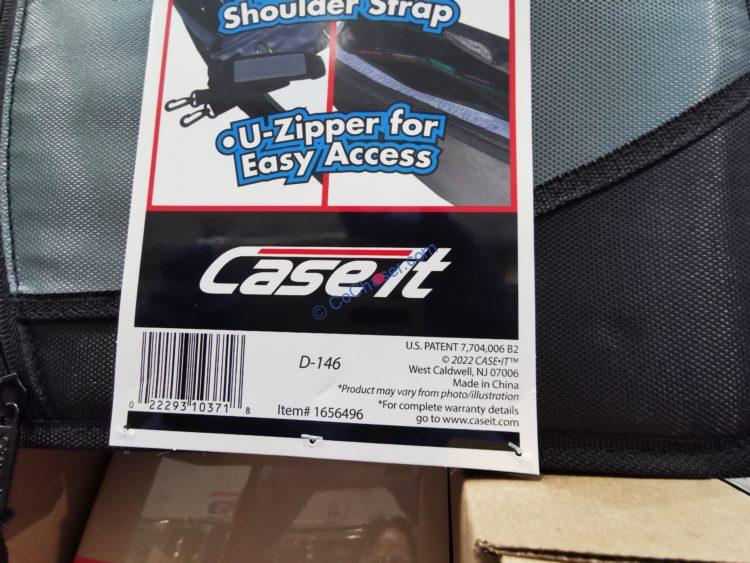 Shoulder Strap
•U-Zipper for
Easy Access
Case•it
© CoChaser.com
D-146
U.S. PATENT 7,704,006 B2
© 2022 CASE•IT™
West Caldwell, NJ 07006
Made in China
*Product may vary from photo/illustration
*For complete warranty details
go to www.caseit.com
0 22293 10371 8
Item# 1656496